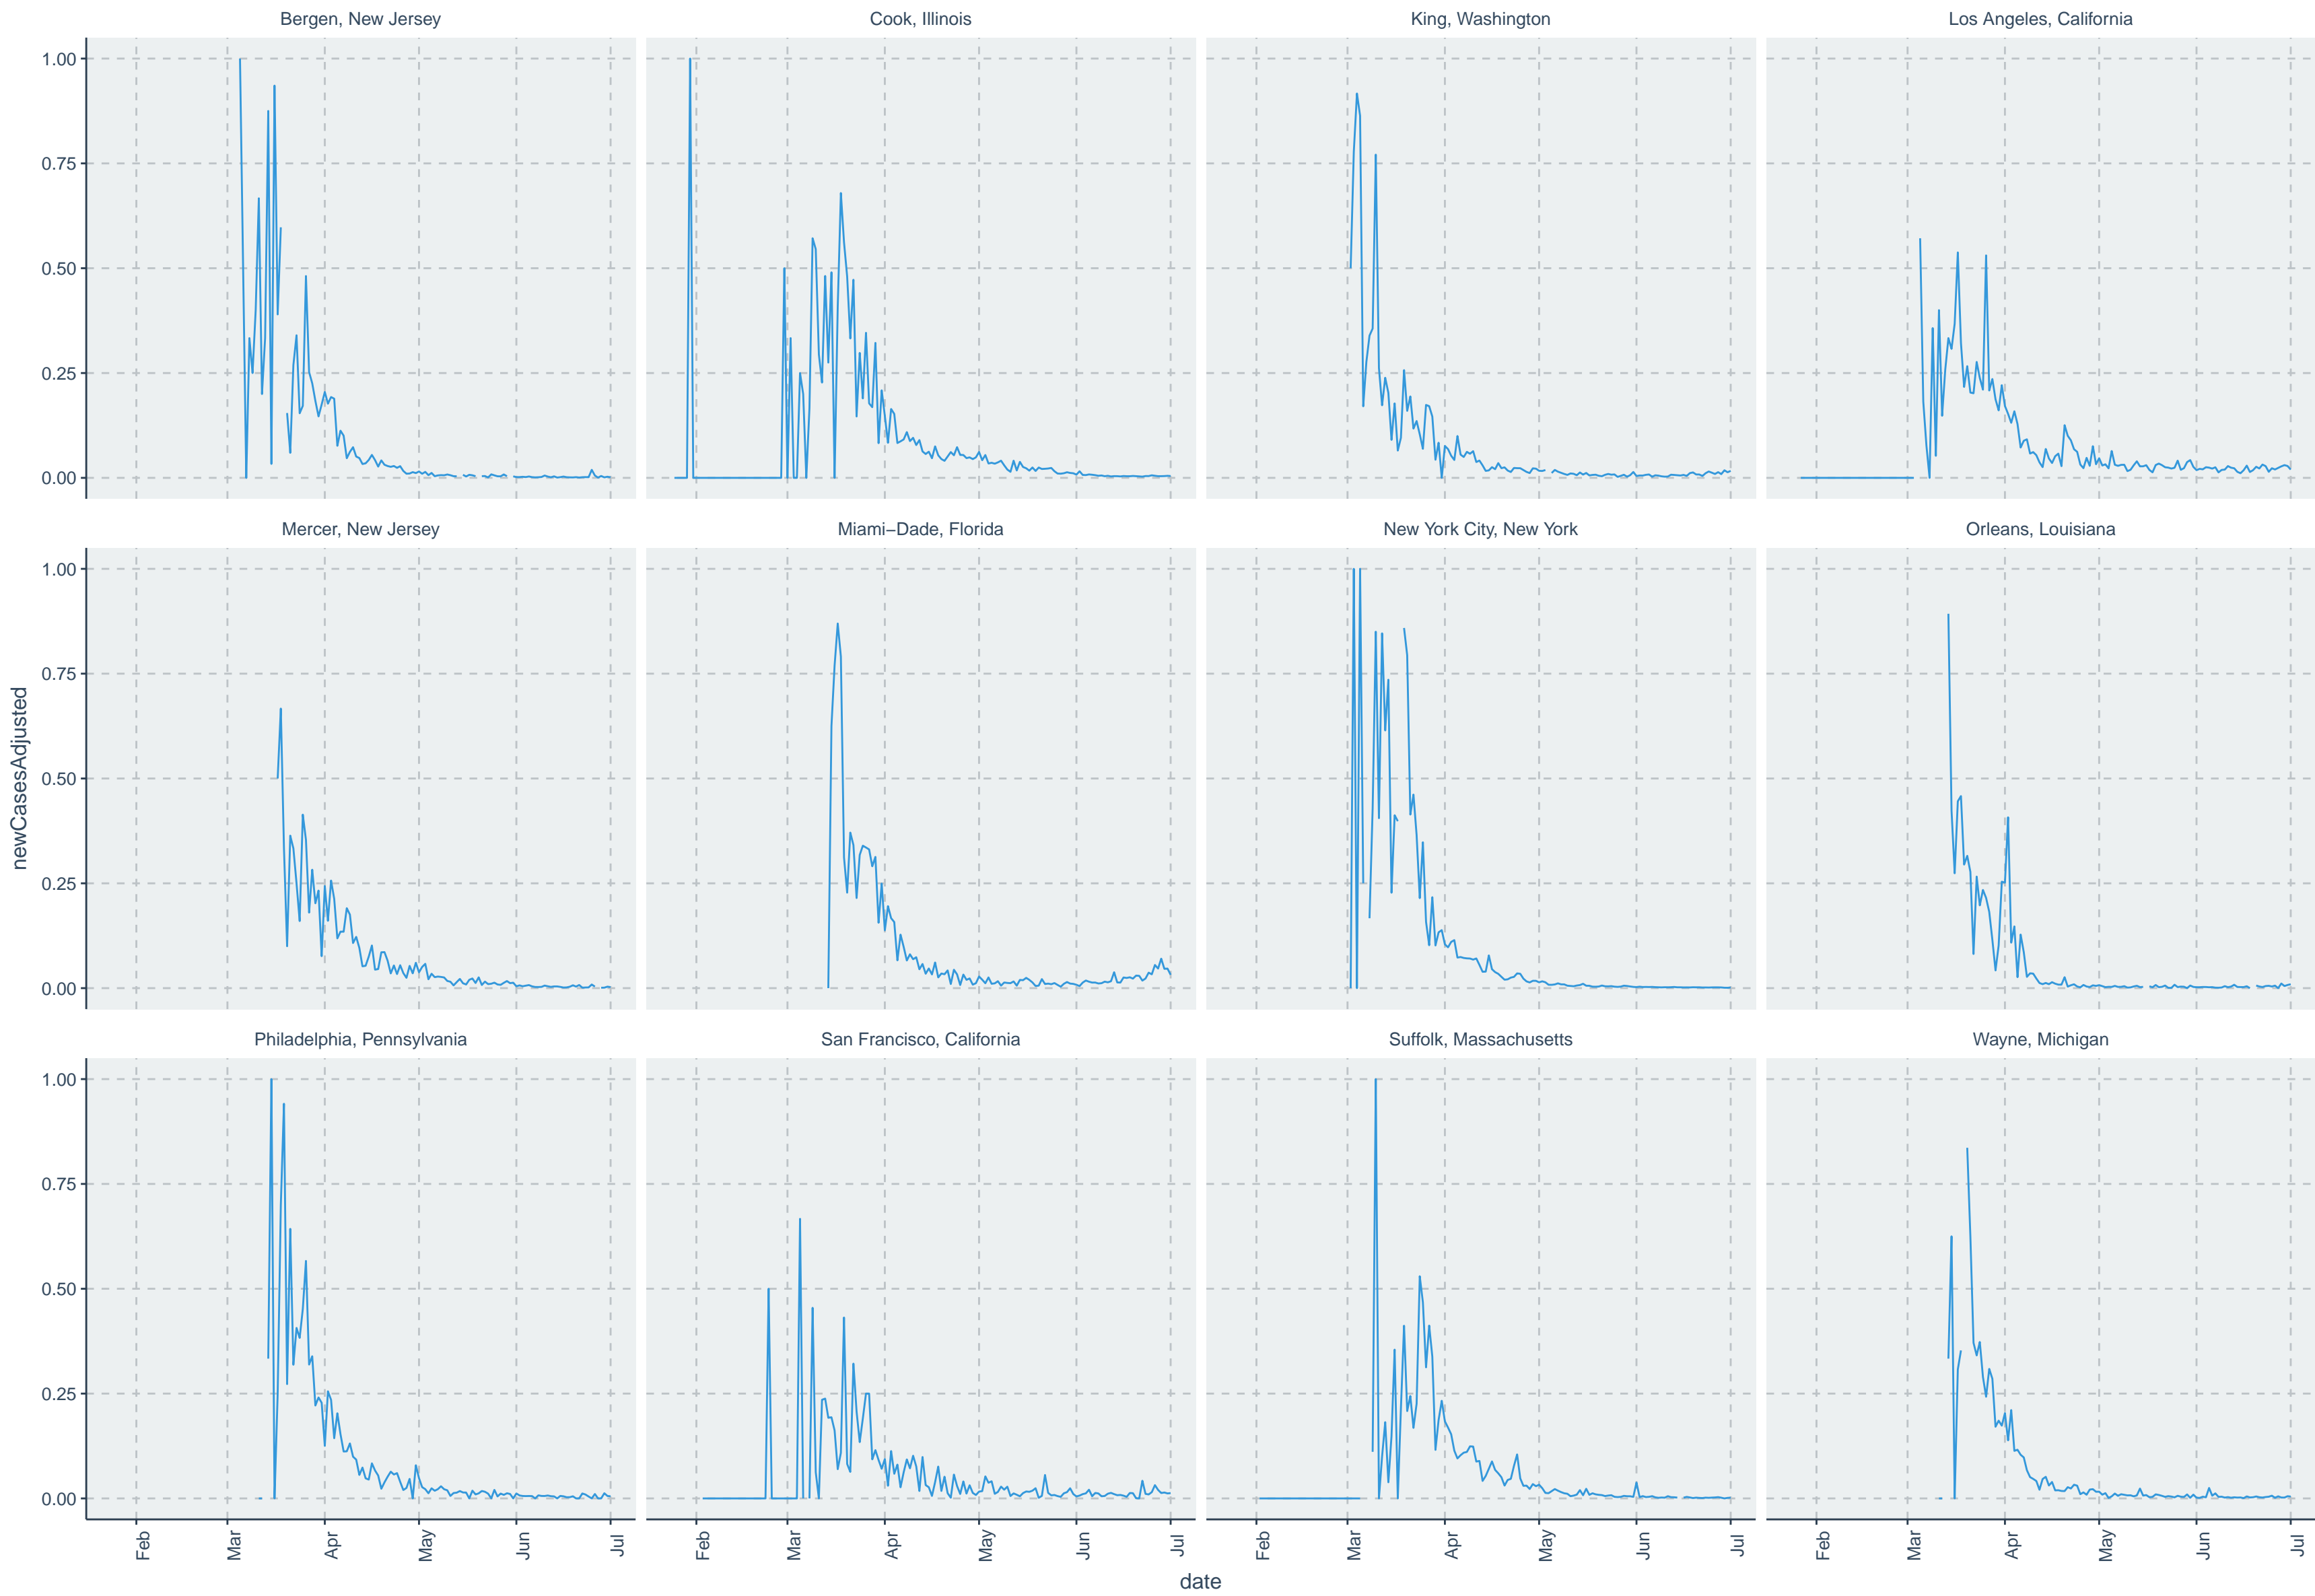 Bergen, New Jersey
Cook, Illinois
King, Washington
Los Angeles, California
1.00
0.75
0.50
0.25
0.00
Mercer, New Jersey
Miami−Dade, Florida
New York City, New York
Orleans, Louisiana
1.00
0.75
0.50
0.25
0.00
newCasesAdjusted
Philadelphia, Pennsylvania
San Francisco, California
Suffolk, Massachusetts
Wayne, Michigan
1.00
0.75
0.50
0.25
0.00
Feb
Mar
Apr
May
Jun
Jul
Feb
Mar
Apr
May
Jun
Jul
Feb
Mar
Apr
May
Jun
Jul
Feb
Mar
Apr
May
Jun
Jul
date